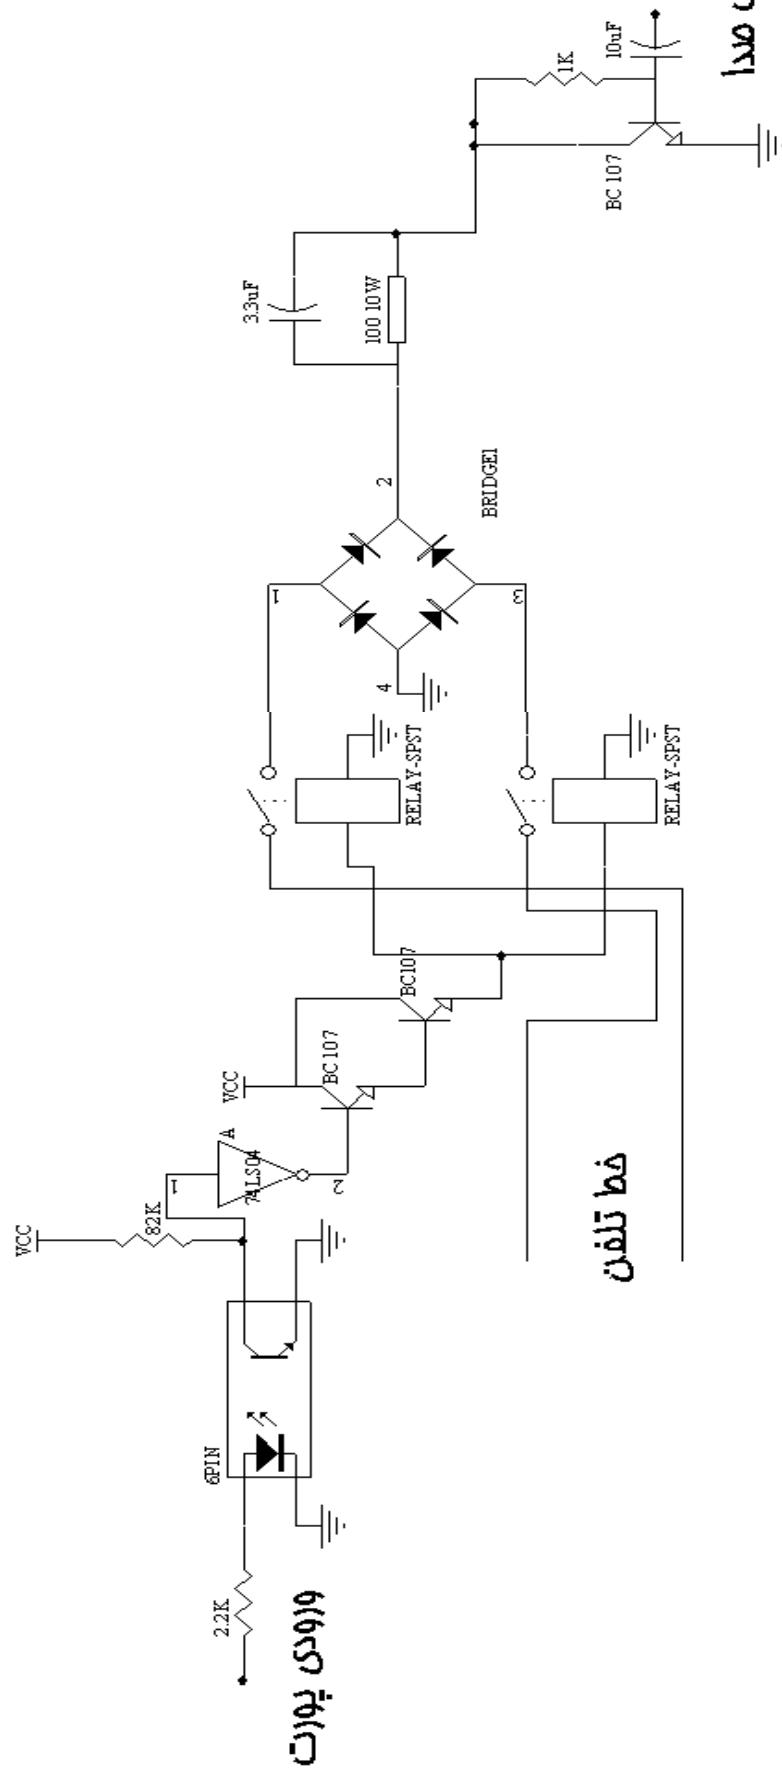 VCC
82K
2.2K
6PIN
ورودی پورت
1
A
74LS04
2
VCC
BC107
BC107
خط تلفن
RELAY-SPST
RELAY-SPST
1
2
3
4
BRIDGE1
3.3uF
100 10W
1K
10uF
BC107
صدا